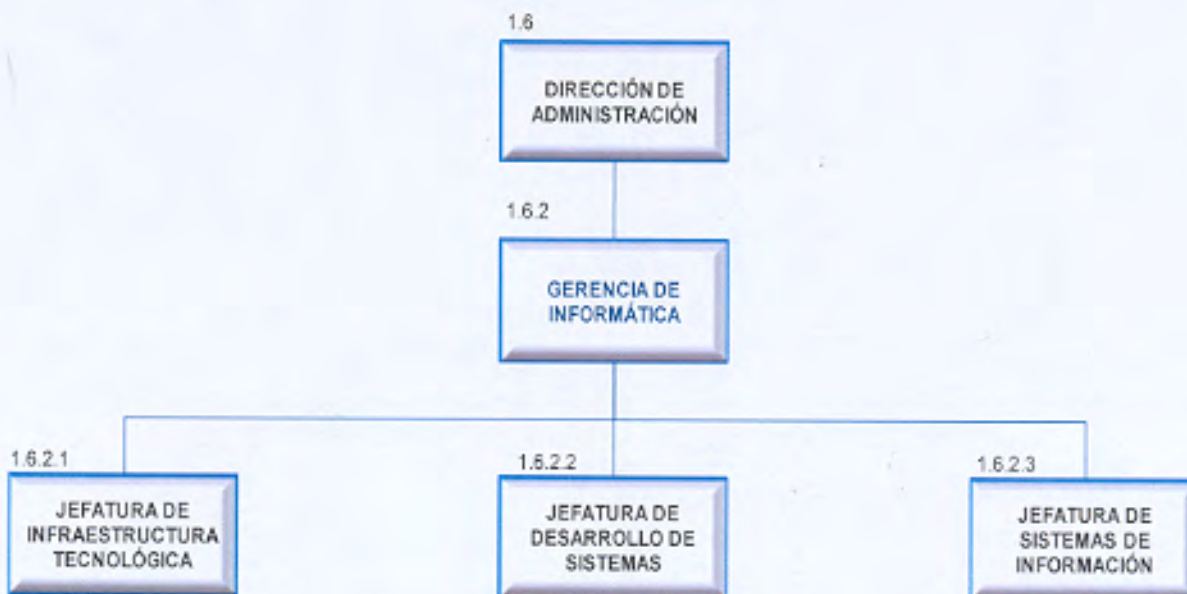 1.6
DIRECCIÓN DE
ADMINISTRACIÓN
1.6.2
GERENCIA DE
INFORMÁTICA
1.6.2.1
JEFATURA DE
INFRAESTRUCTURA
TECNOLÓGICA
1.6.2.2
JEFATURA DE
DESARROLLO DE
SISTEMAS
1.6.2.3
JEFATURA DE
SISTEMAS DE
INFORMACIÓN